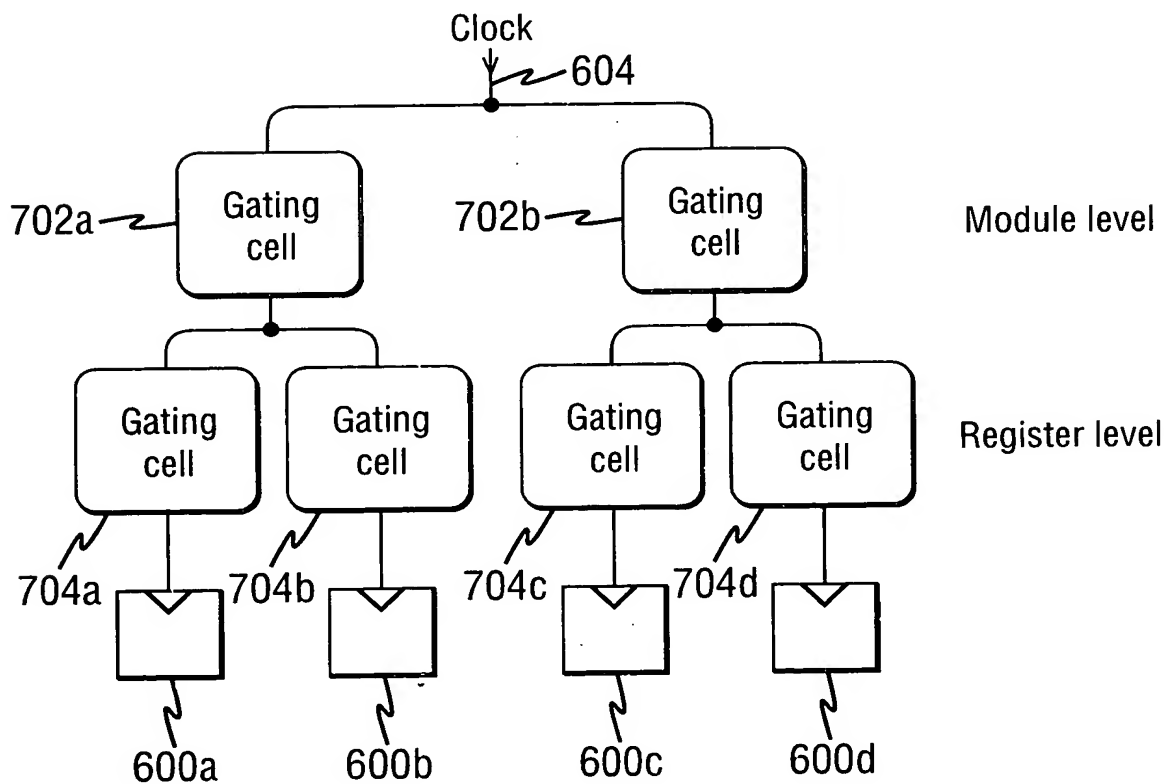 Clock
604
Gating
cell
702a
Gating
cell
702b
Module level
Gating
cell
Gating
cell
Gating
cell
Gating
cell
Register level
704a
704b
704c
704d
600a
600b
600c
600d